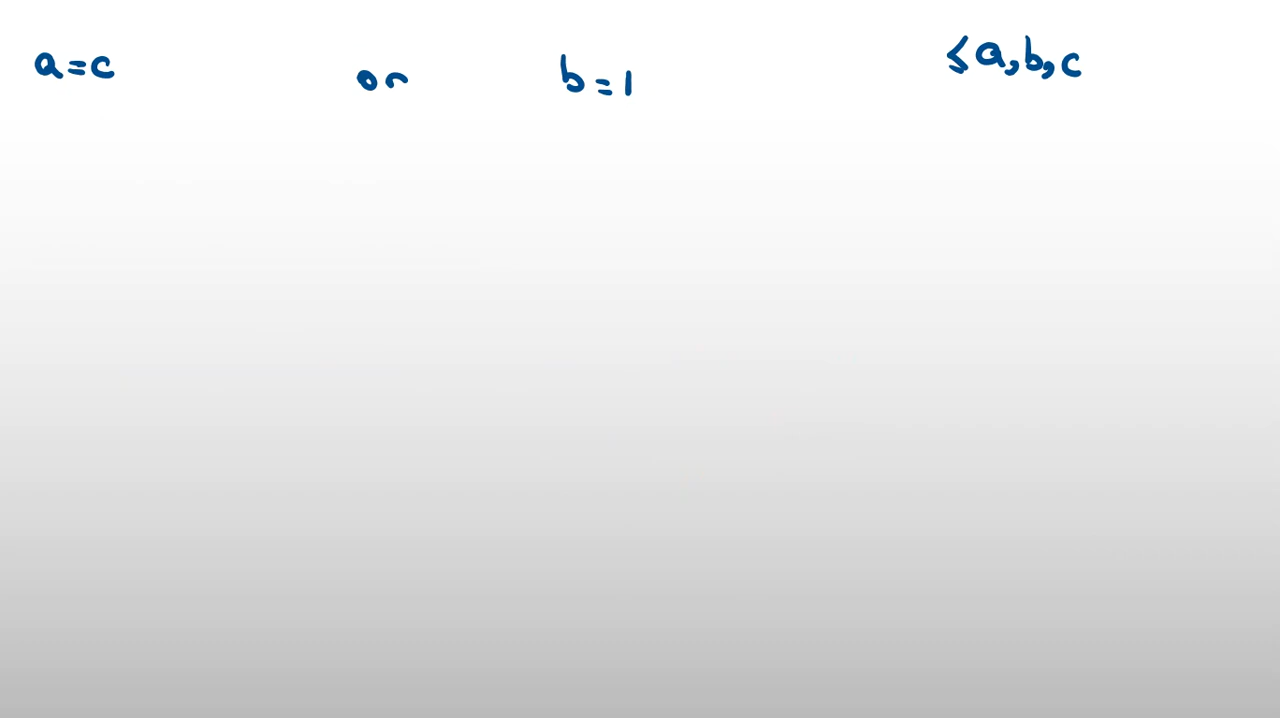 a=c or b=1 ≤a,b,c